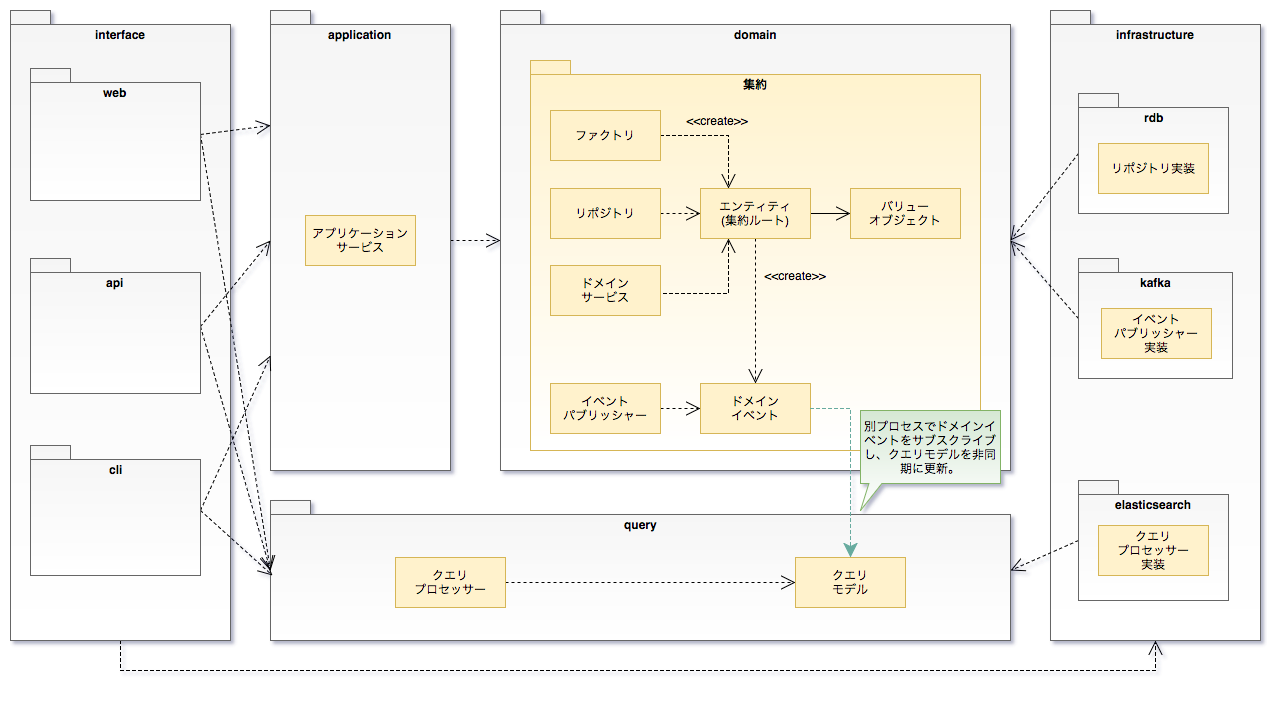 interface
web
api
cli
application
アプリケーション
サービス
domain
集約
ファクトリ
<<create>>
リポジトリ
エンティティ
(集約ルート)
バリュー
オブジェクト
ドメイン
サービス
<<create>>
イベント
パブリッシャー
ドメイン
イベント
別プロセスでドメインイ
ベントをサブスクライブ
し、クエリモデルを非同
期に更新。
query
クエリ
プロセッサー
クエリ
モデル
infrastructure
rdb
リポジトリ実装
kafka
イベント
パブリッシャー
実装
elasticsearch
クエリ
プロセッサー
実装